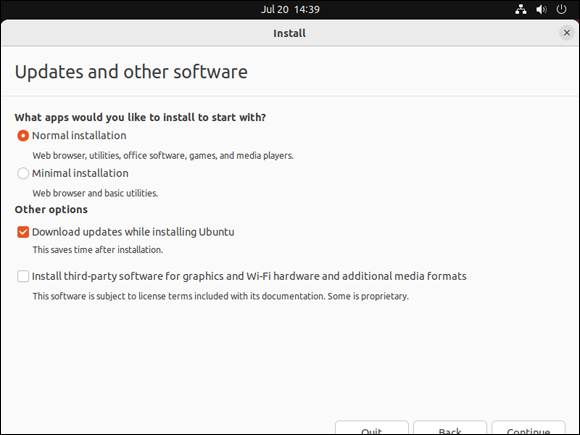 Jul 20 14:39
Install
Updates and other software
What apps would you like to install to start with?
Normal installation
Web browser, utilities, office software, games, and media players.
Minimal installation
Web browser and basic utilities.
Other options
Download updates while installing Ubuntu
This saves time after installation.
Install third-party software for graphics and Wi-Fi hardware and additional media formats
This software is subject to license terms included with its documentation. Some is proprietary.
Quit Back Continue